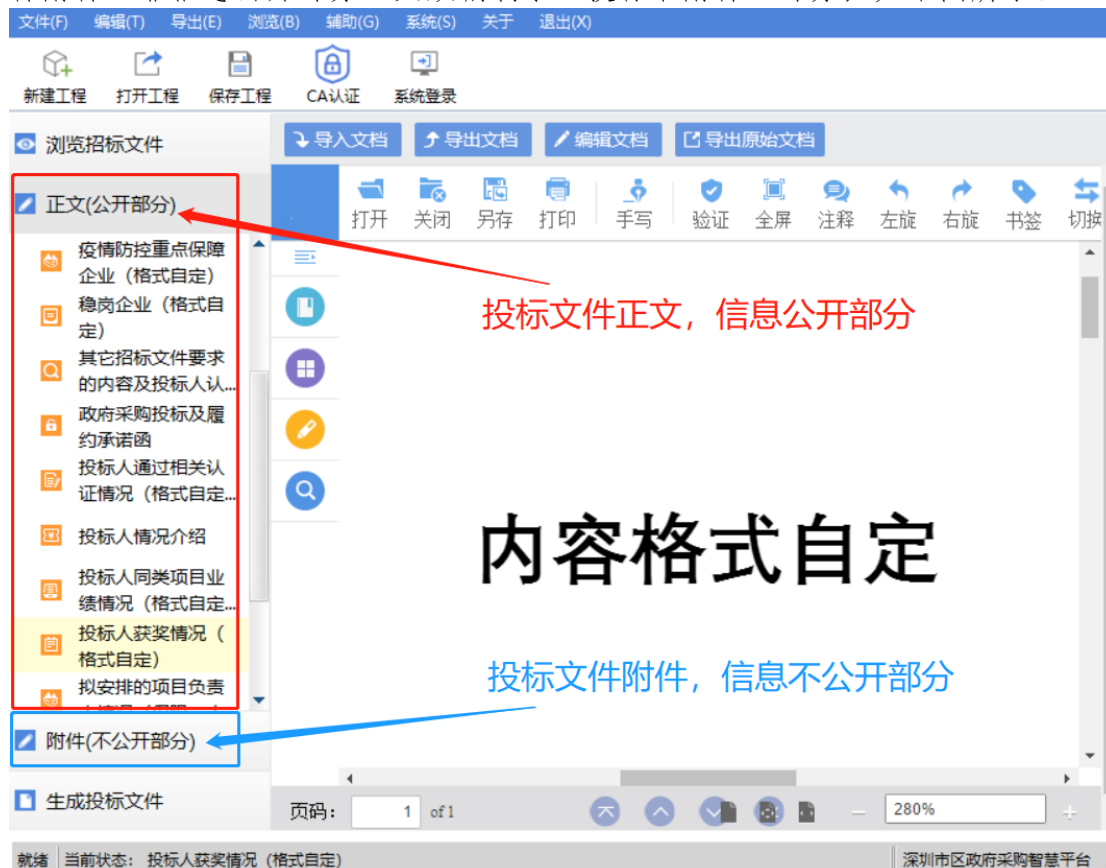 文件(F) 编辑(T) 导出(E) 浏览(B) 辅助(G) 系统(S) 关于 退出(X)
新建工程 打开工程 保存工程 CA认证 系统登录
浏览招标文件
导入文档 导出文档 编辑文档 导出原始文档
正文(公开部分)
打开 关闭 另存 打印 手写 验证 全屏 注释 左旋 右旋 书签 切换
疫情防控重点保障
企业（格式自定）
稳岗企业（格式自
定）
其它招标文件要求
的内容及投标人认...
政府采购投标及履
约承诺函
投标人通过相关认
证情况（格式自定...
投标人情况介绍
投标人同类项目业
绩情况（格式自定...
投标人获奖情况（
格式自定）
拟安排的项目负责
投标文件正文，信息公开部分
内容格式自定
投标文件附件，信息不公开部分
附件(不公开部分)
生成投标文件
页码： 1 of 1 280%
就绪 当前状态： 投标人获奖情况（格式自定） 深圳市区政府采购智慧平台